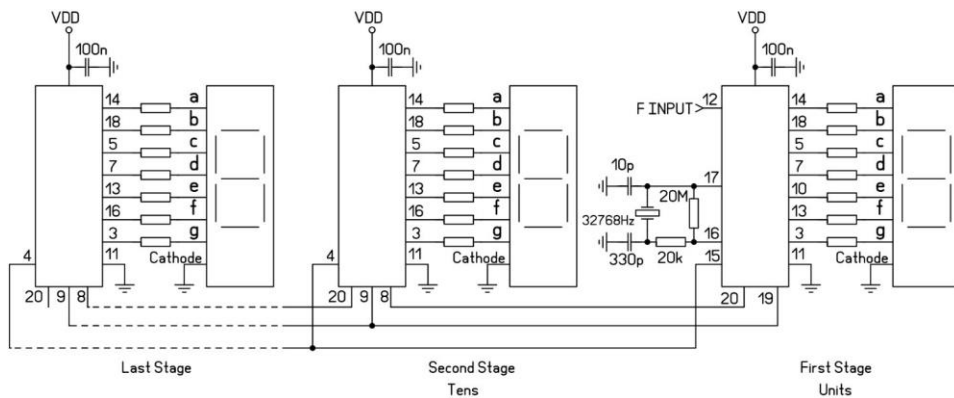 VDD
100n
14
a
18
b
5
c
7
d
13
e
16
f
3
g
4
Cathode
11
20
9
8
Last Stage
VDD
100n
14
a
18
b
5
c
7
d
13
e
16
f
3
g
4
Cathode
11
20
9
8
Second Stage
Tens
VDD
100n
F INPUT
12
14
a
18
b
5
c
7
d
10
e
13
f
3
g
10p
17
20M
32768Hz
16
330p
20k
15
Cathode
11
20
19
First Stage
Units